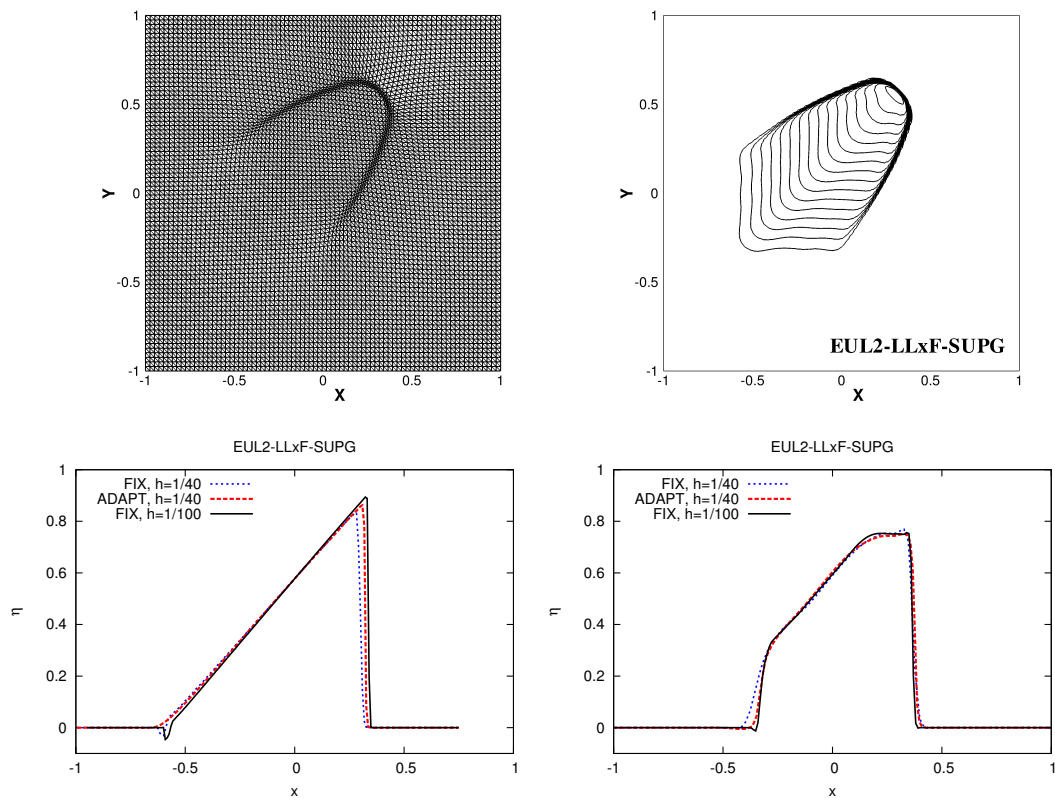 1
0.5
Y
0
-0.5
-1
-1
-0.5
0
0.5
1
X
1
0.5
Y
0
-0.5
-1
EUL2-LLxF-SUPG
-1
-0.5
0
0.5
1
X
EUL2-LLxF-SUPG
1
0.8
0.6
η
0.4
0.2
0
FIX, h=1/40
ADAPT, h=1/40
FIX, h=1/100
-1
-0.5
0
0.5
1
x
EUL2-LLxF-SUPG
1
0.8
0.6
η
0.4
0.2
0
FIX, h=1/40
ADAPT, h=1/40
FIX, h=1/100
-1
-0.5
0
0.5
1
x